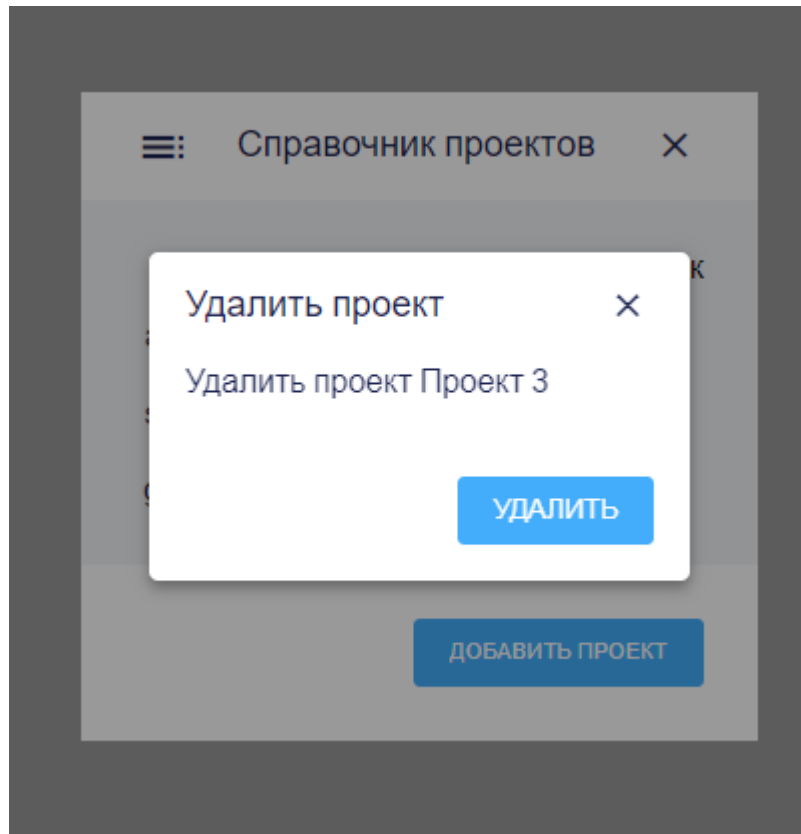 Справочник проектов
к
Удалить проект
Удалить проект Проект 3
УДАЛИТЬ
ДОБАВИТЬ ПРОЕКТ